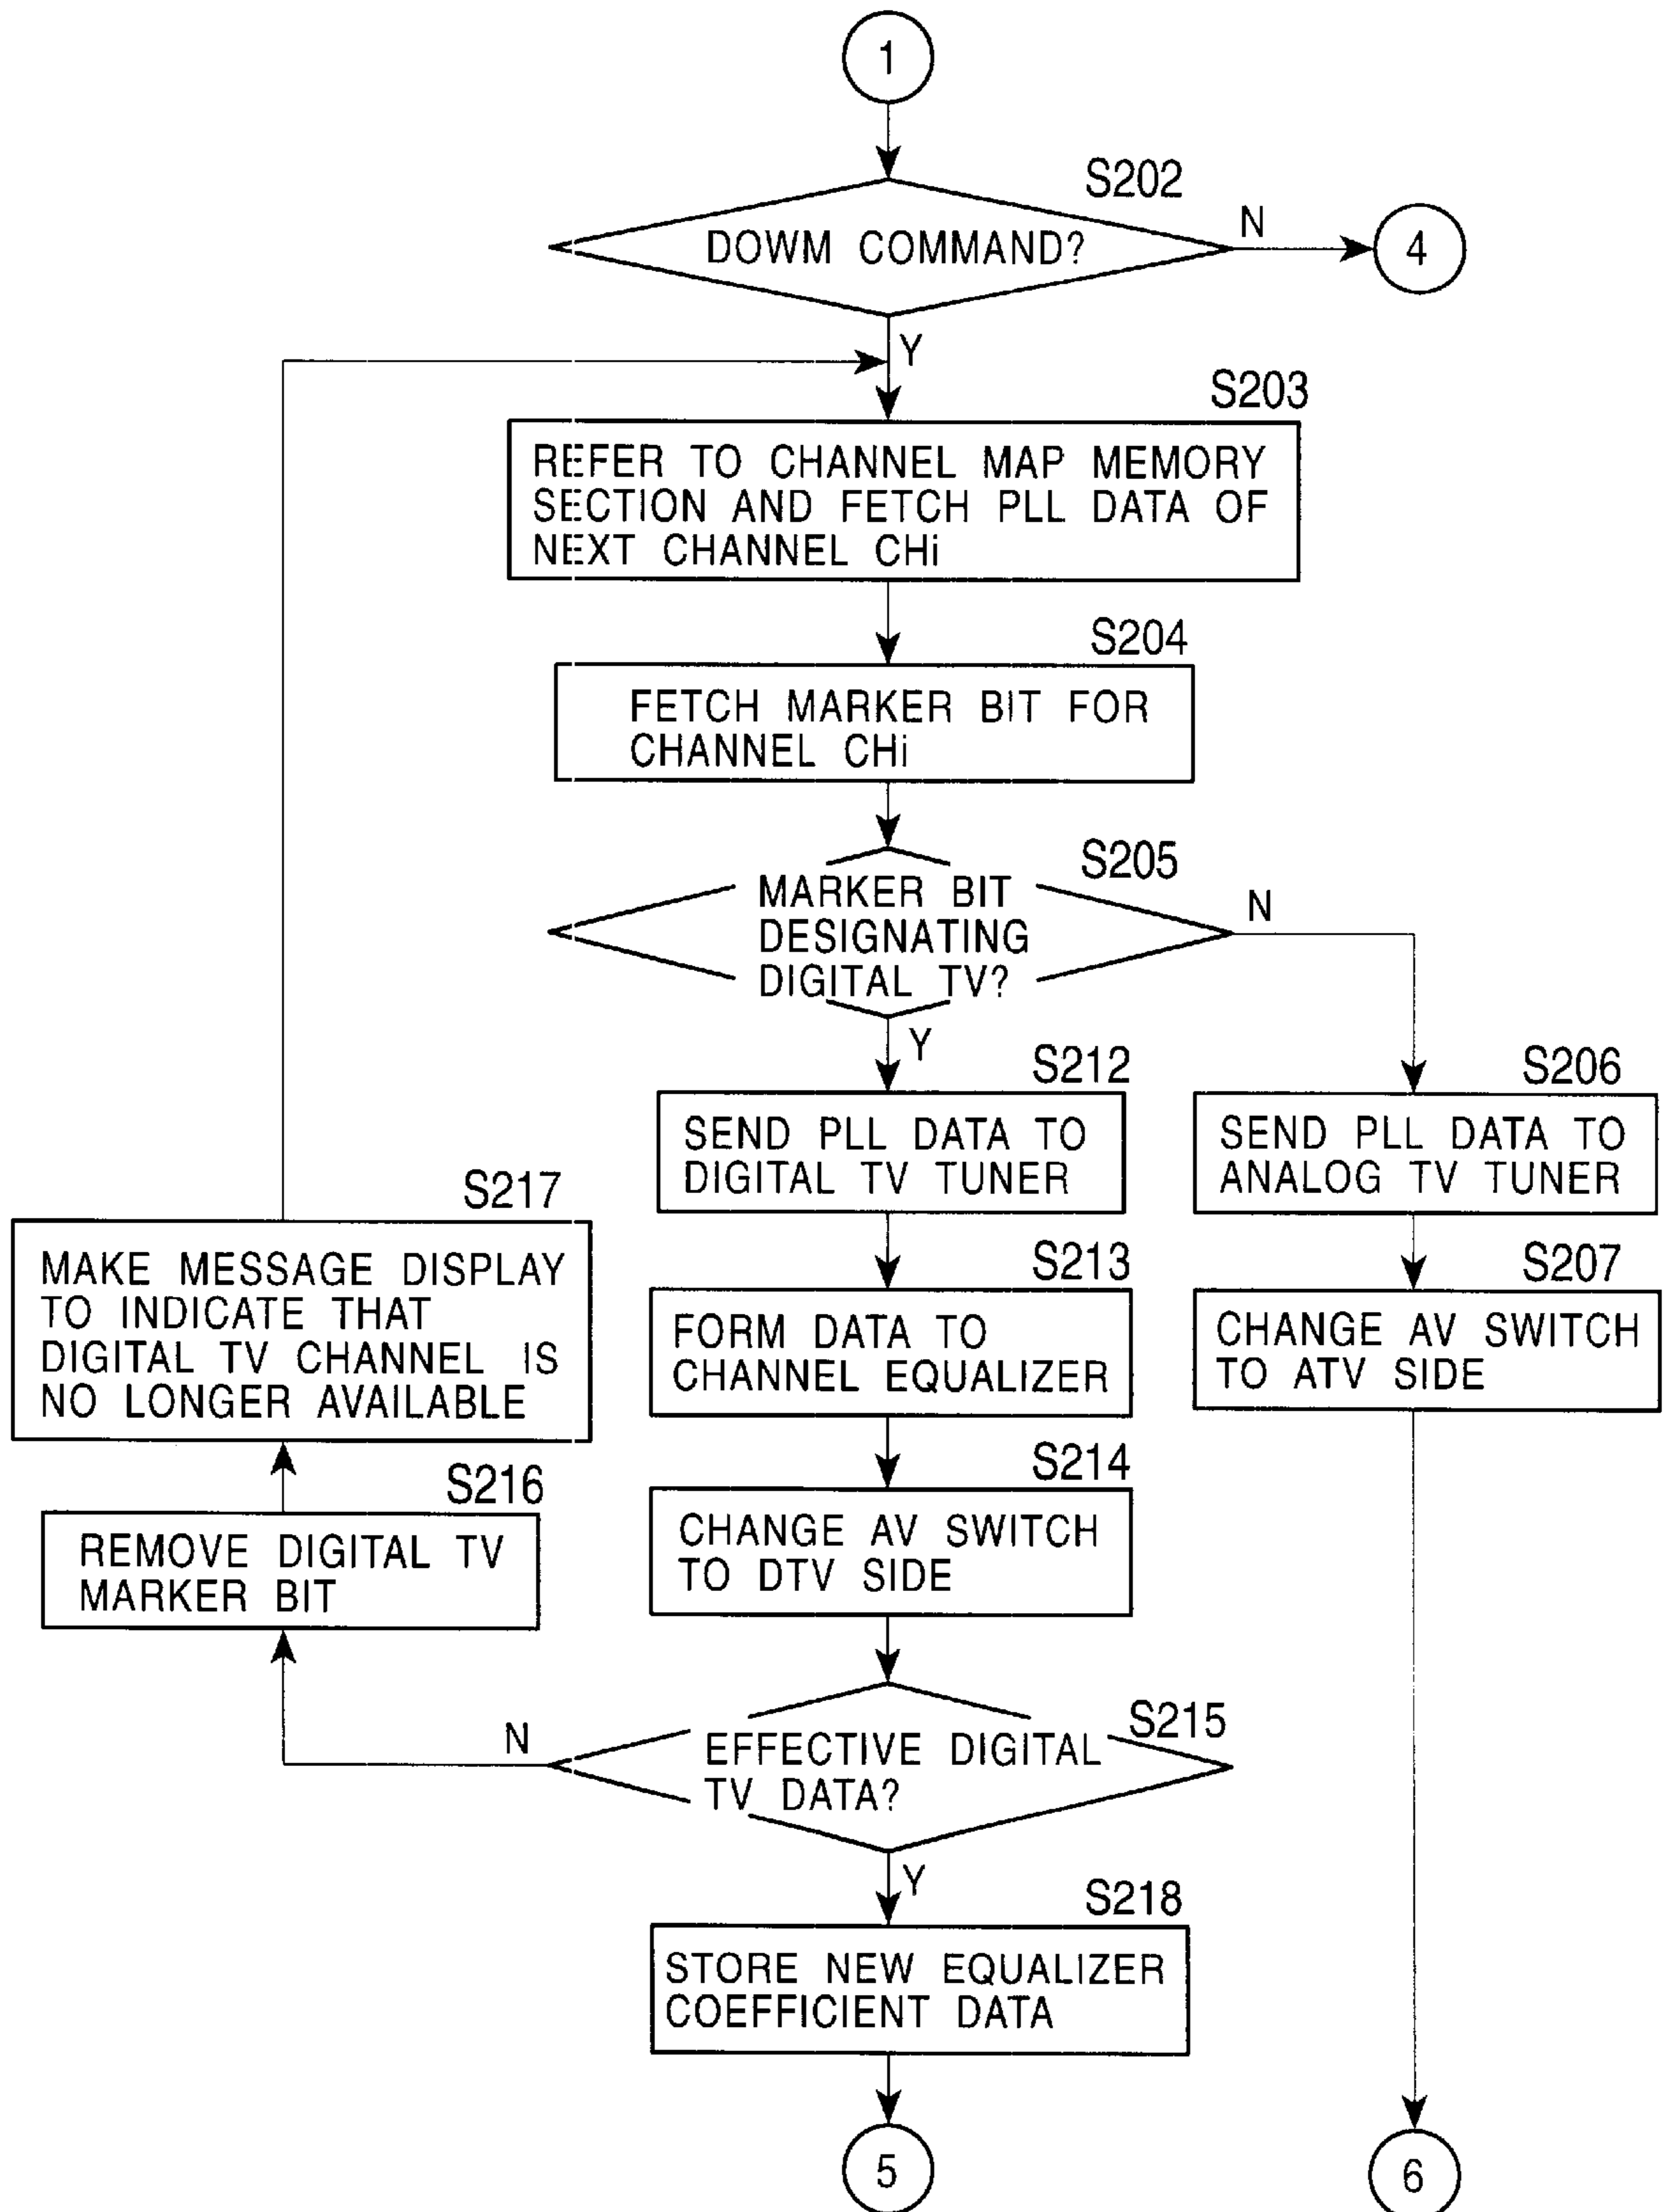 1
S202
DOWM COMMAND?
N
4
Y
S203
REFER TO CHANNEL MAP MEMORY
SECTION AND FETCH PLL DATA OF
NEXT CHANNEL CHi
S204
FETCH MARKER BIT FOR
CHANNEL CHi
S205
MARKER BIT
DESIGNATING
DIGITAL TV?
N
Y
S212
SEND PLL DATA TO
DIGITAL TV TUNER
S206
SEND PLL DATA TO
ANALOG TV TUNER
S217
MAKE MESSAGE DISPLAY
TO INDICATE THAT
DIGITAL TV CHANNEL IS
NO LONGER AVAILABLE
S213
FORM DATA TO
CHANNEL EQUALIZER
S207
CHANGE AV SWITCH
TO ATV SIDE
S216
REMOVE DIGITAL TV
MARKER BIT
S214
CHANGE AV SWITCH
TO DTV SIDE
N
S215
EFFECTIVE DIGITAL
TV DATA?
Y
S218
STORE NEW EQUALIZER
COEFFICIENT DATA
5
6